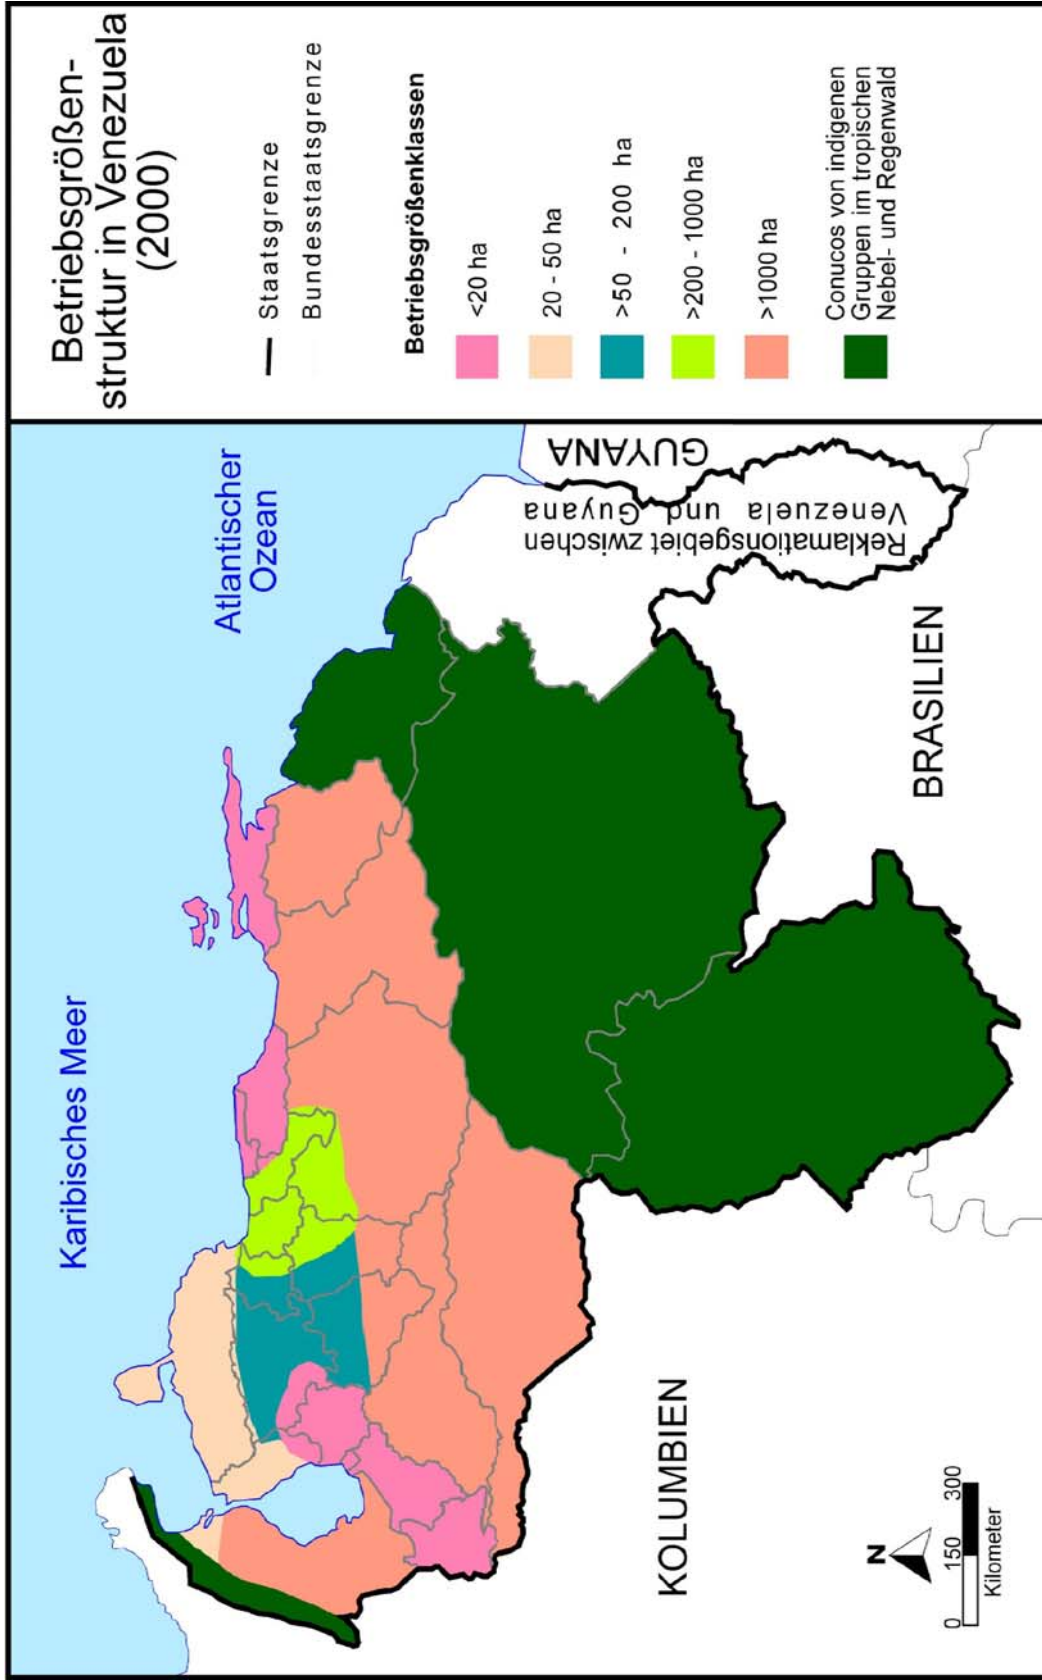 Betriebsgrößen-
struktur in Venezuela
(2000)
Staatsgrenze
Bundesstaatsgrenze
Betriebsgrößenklassen
<20 ha
20 - 50 ha
>50 - 200 ha
>200 - 1000 ha
>1000 ha
Conucos von indigenen
Gruppen im tropischen
Nebel- und Regenwald
Karibisches Meer
Atlantischer
Ozean
GUYANA
Reklamationsgebiet zwischen
Venezuela und Guyana
BRASILIEN
KOLUMBIEN
N
0 150 300
Kilometer